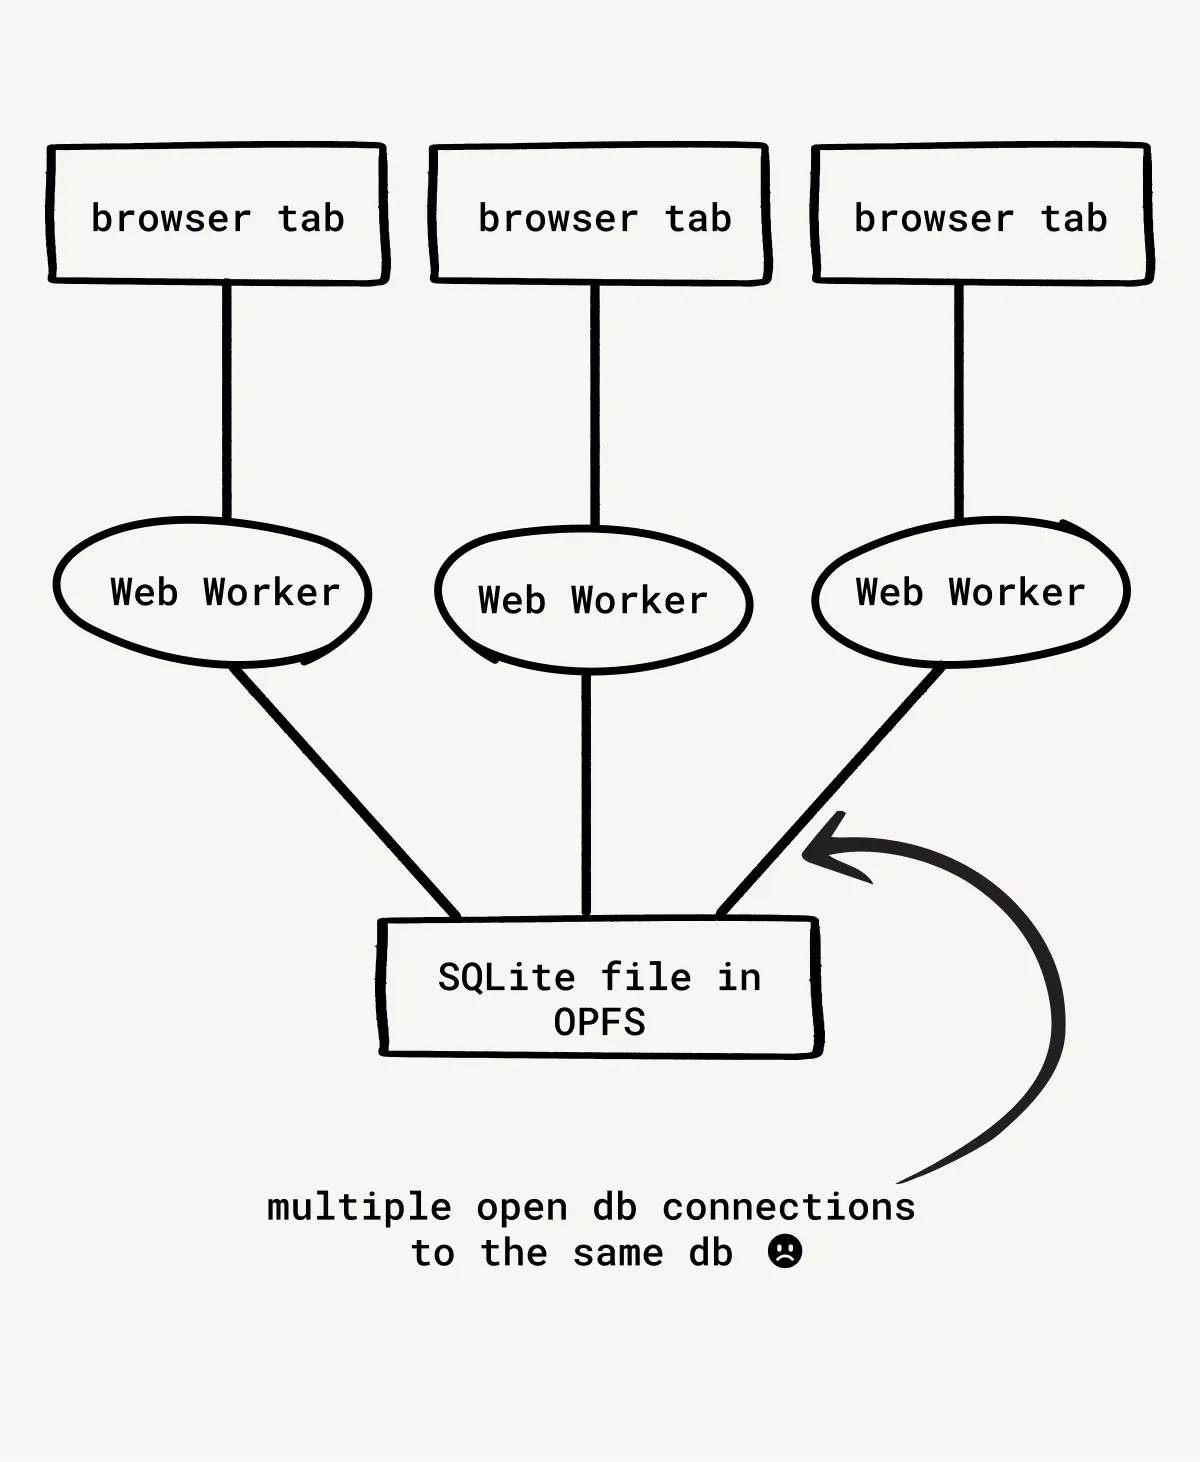 browser tab
browser tab
browser tab
Web Worker
Web Worker
Web Worker
SQLite file in
OPFS
multiple open db connections
to the same db ☹